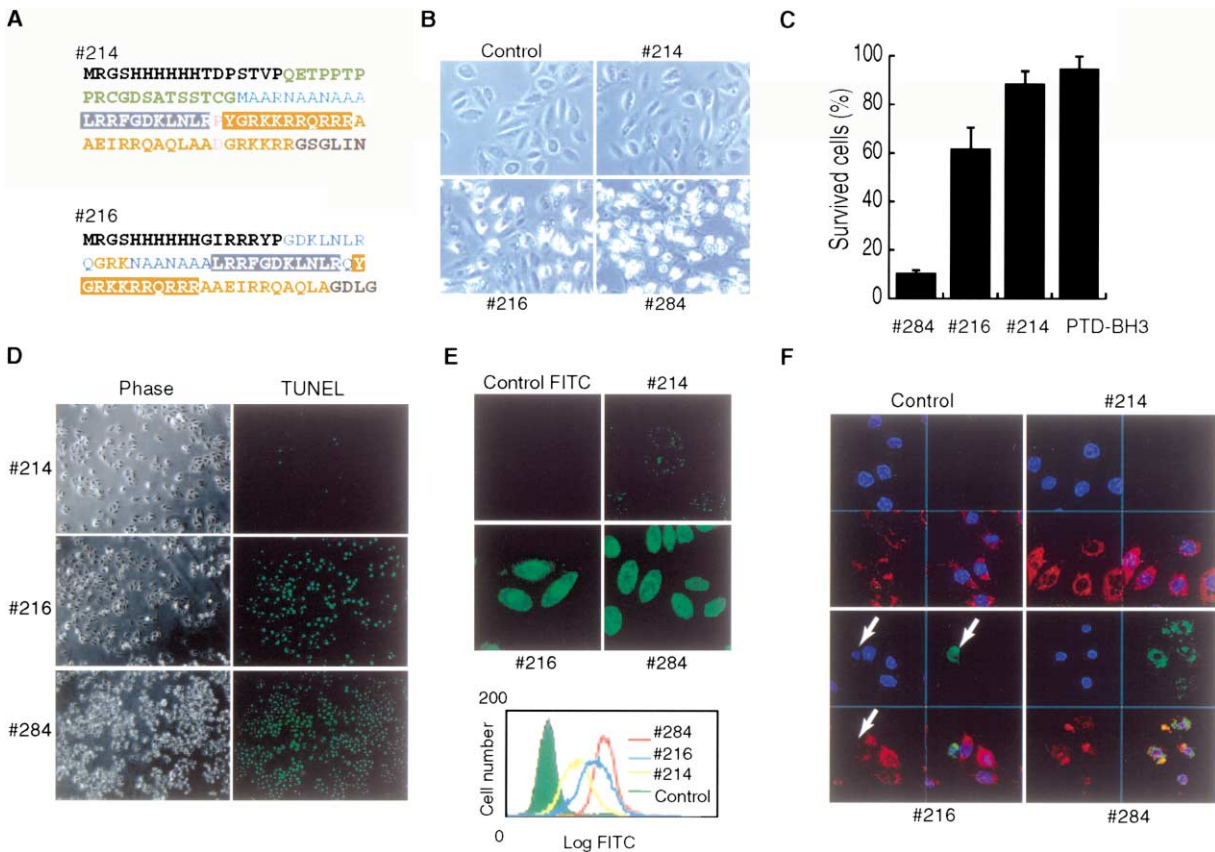 A
#214
MRGSHHHHHHTDPSTVPQETPPTP
PRCGDSATSSTCGMAARNAANAAA
LRRFGDKLNLRPYGRKKRRQRRRA
AEIRRQAQLAADGRKKRRGSGLIN
#216
MRGSHHHHHHGIRRRYPGDKLNLR
QGRKNAANAAALRRFGDKLNLRQY
GRKKRRQRRRAAEIRRQAQLAGDLG
B
Control
#214
#216
#284
C
Survived cells (%)
100
80
60
40
20
0
#284
#216
#214
PTD-BH3
D
Phase
TUNEL
#214
#216
#284
E
Control FITC
#214
#216
#284
200
Cell number
0
#284
#216
#214
Control
Log FITC
F
Control
#214
#216
#284